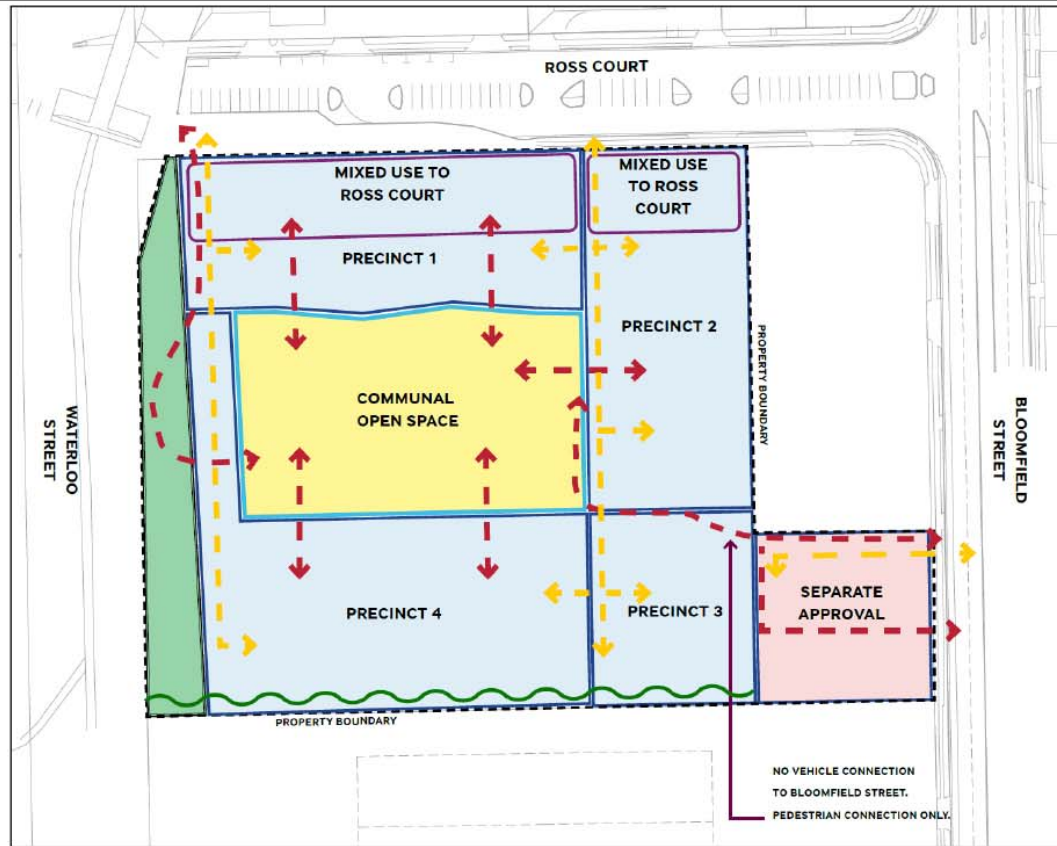 ROSS COURT
MIXED USE TO
ROSS COURT
MIXED USE
TO ROSS
COURT
PRECINCT 1
PRECINCT 2
PROPERTY BOUNDARY
COMMUNAL
OPEN SPACE
WATERLOO
STREET
BLOOMFIELD
STREET
PRECINCT 4
PRECINCT 3
SEPARATE
APPROVAL
PROPERTY BOUNDARY
NO VEHICLE CONNECTION
TO BLOOMFIELD STREET.
PEDESTRIAN CONNECTION ONLY.